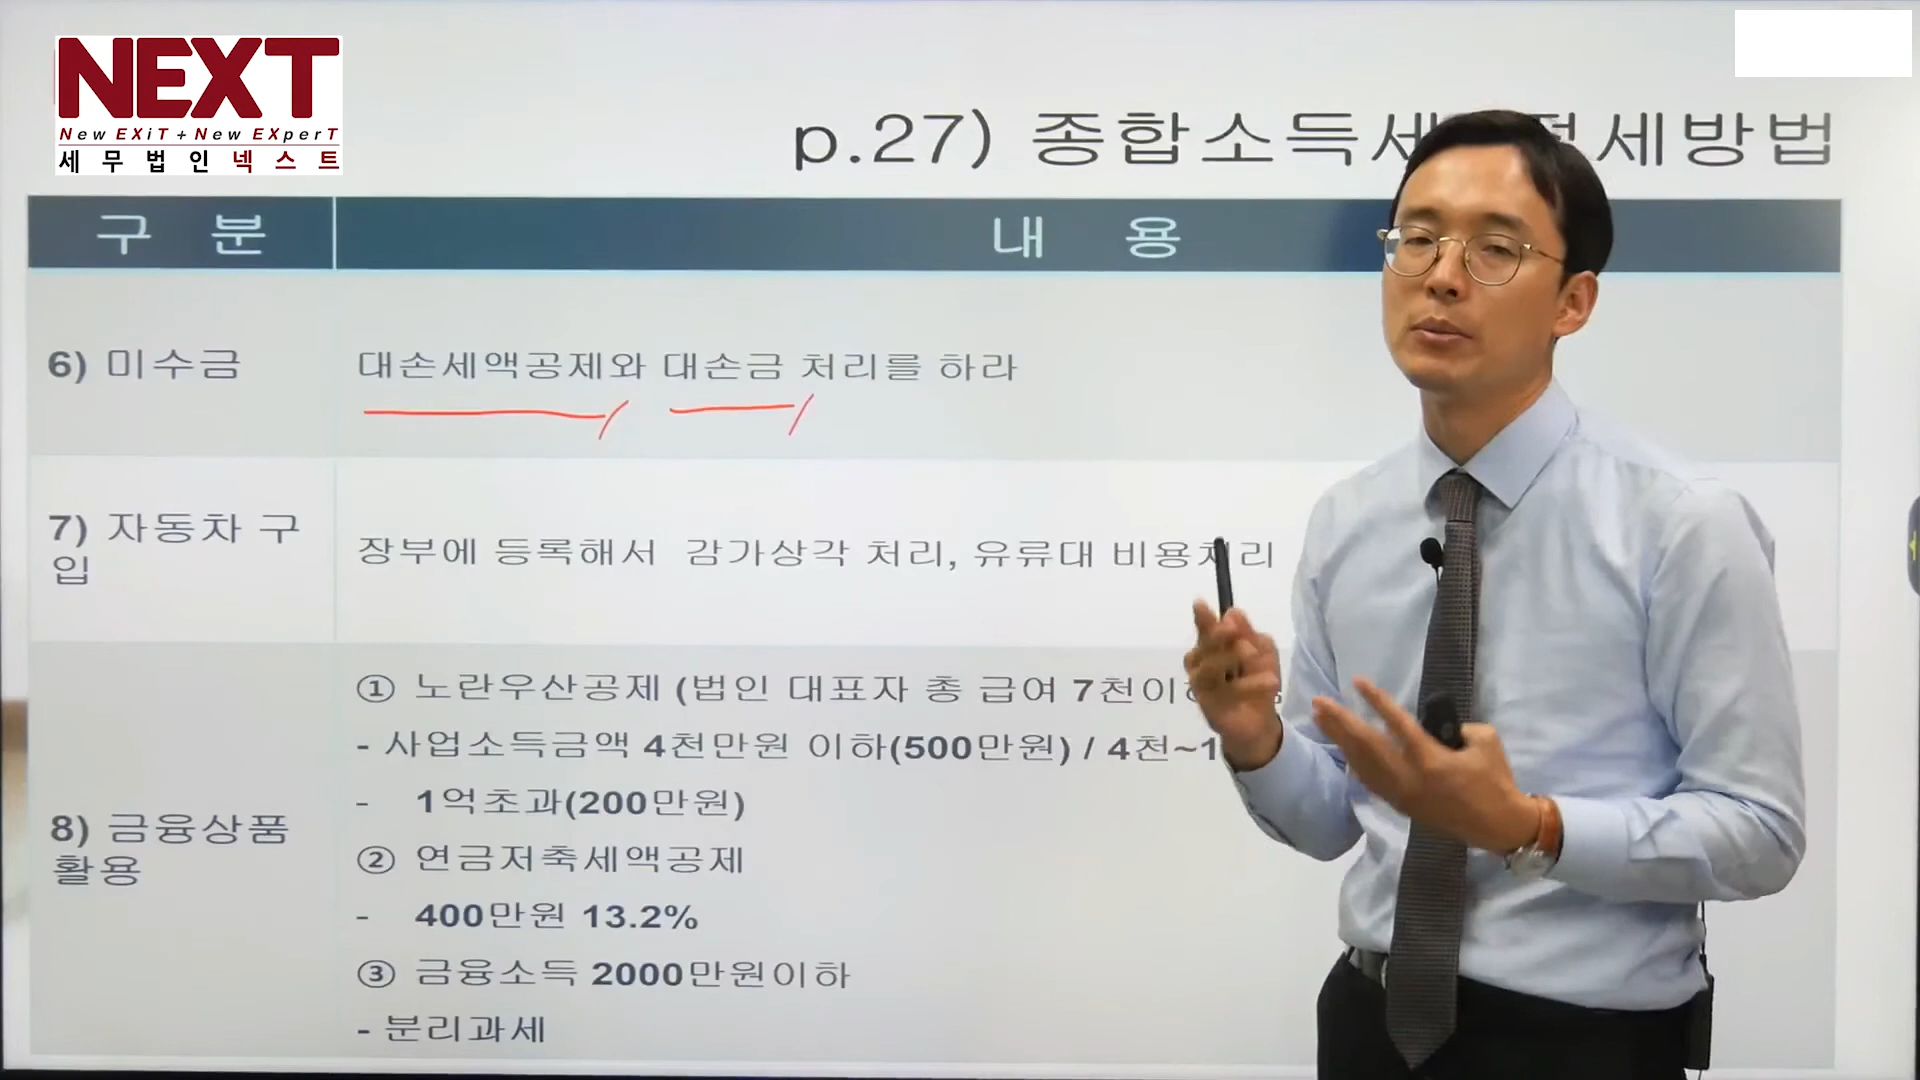 NEXT
New EXiT + New EXperT
세무법인넥스트
p.27) 종합소득세 절세방법
구 분
내 용
6) 미수금
대손세액공제와 대손금 처리를 하라
7) 자동차 구
입
장부에 등록해서 감가상각 처리, 유류대 비용처리
8) 금융상품
활용
① 노란우산공제 (법인 대표자 총 급여 7천이하
- 사업소득금액 4천만원 이하(500만원) / 4천~1
- 1억초과(200만원)
② 연금저축세액공제
- 400만원 13.2%
③ 금융소득 2000만원이하
- 분리과세